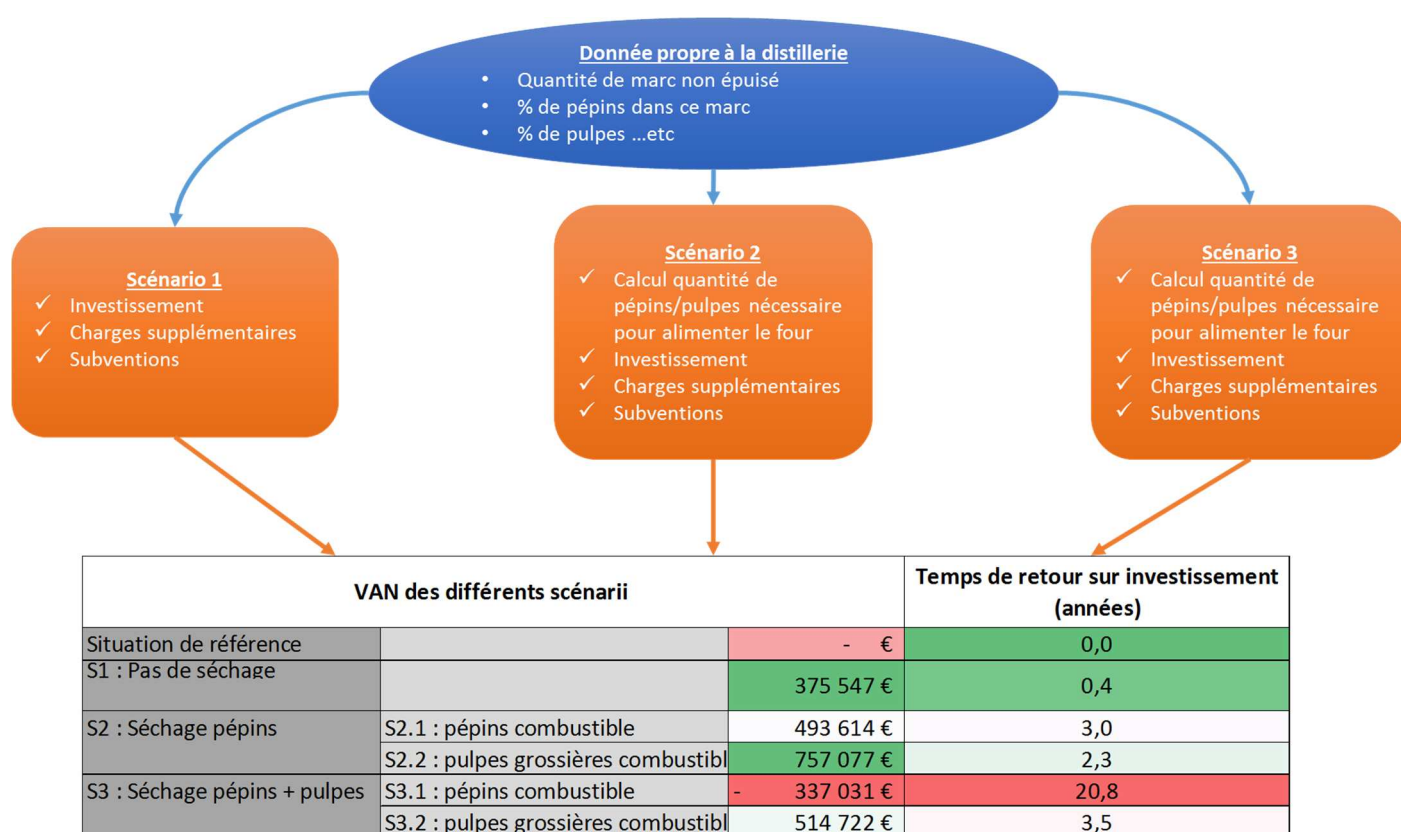 Donnée propre à la distillerie
• Quantité de marc non épuisé
• % de pépins dans ce marc
• % de pulpes ...etc
Scénario 1
✓ Investissement
✓ Charges supplémentaires
✓ Subventions
Scénario 2
✓ Calcul quantité de
pépins/pulpes nécessaire
pour alimenter le four
✓ Investissement
✓ Charges supplémentaires
✓ Subventions
Scénario 3
✓ Calcul quantité de
pépins/pulpes nécessaire
pour alimenter le four
✓ Investissement
✓ Charges supplémentaires
✓ Subventions
VAN des différents scénarii
Temps de retour sur investissement
(années)
Situation de référence - € 0,0
S1 : Pas de séchage 375 547 € 0,4
S2 : Séchage pépins S2.1 : pépins combustible 493 614 € 3,0
S2.2 : pulpes grossières combustibl 757 077 € 2,3
S3 : Séchage pépins + pulpes S3.1 : pépins combustible - 337 031 € 20,8
S3.2 : pulpes grossières combustibl 514 722 € 3,5